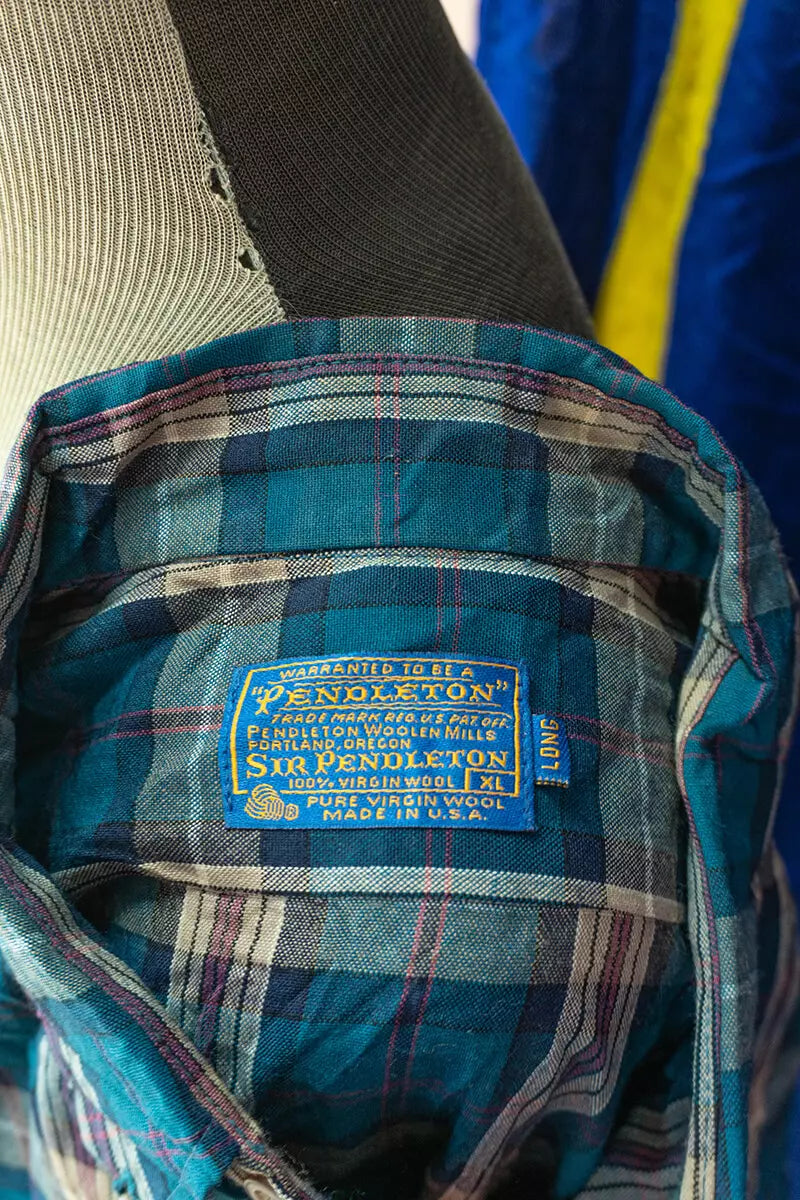 WARRANTED TO BE A
"PENDLETON"
TRADE MARK REG. U.S. PAT. OFF.
PENDLETON WOOLEN MILLS
PORTLAND, OREGON
SIR PENDLETON
100% VIRGIN WOOL XL
®
PURE VIRGIN WOOL
MADE IN U.S.A.
LONG